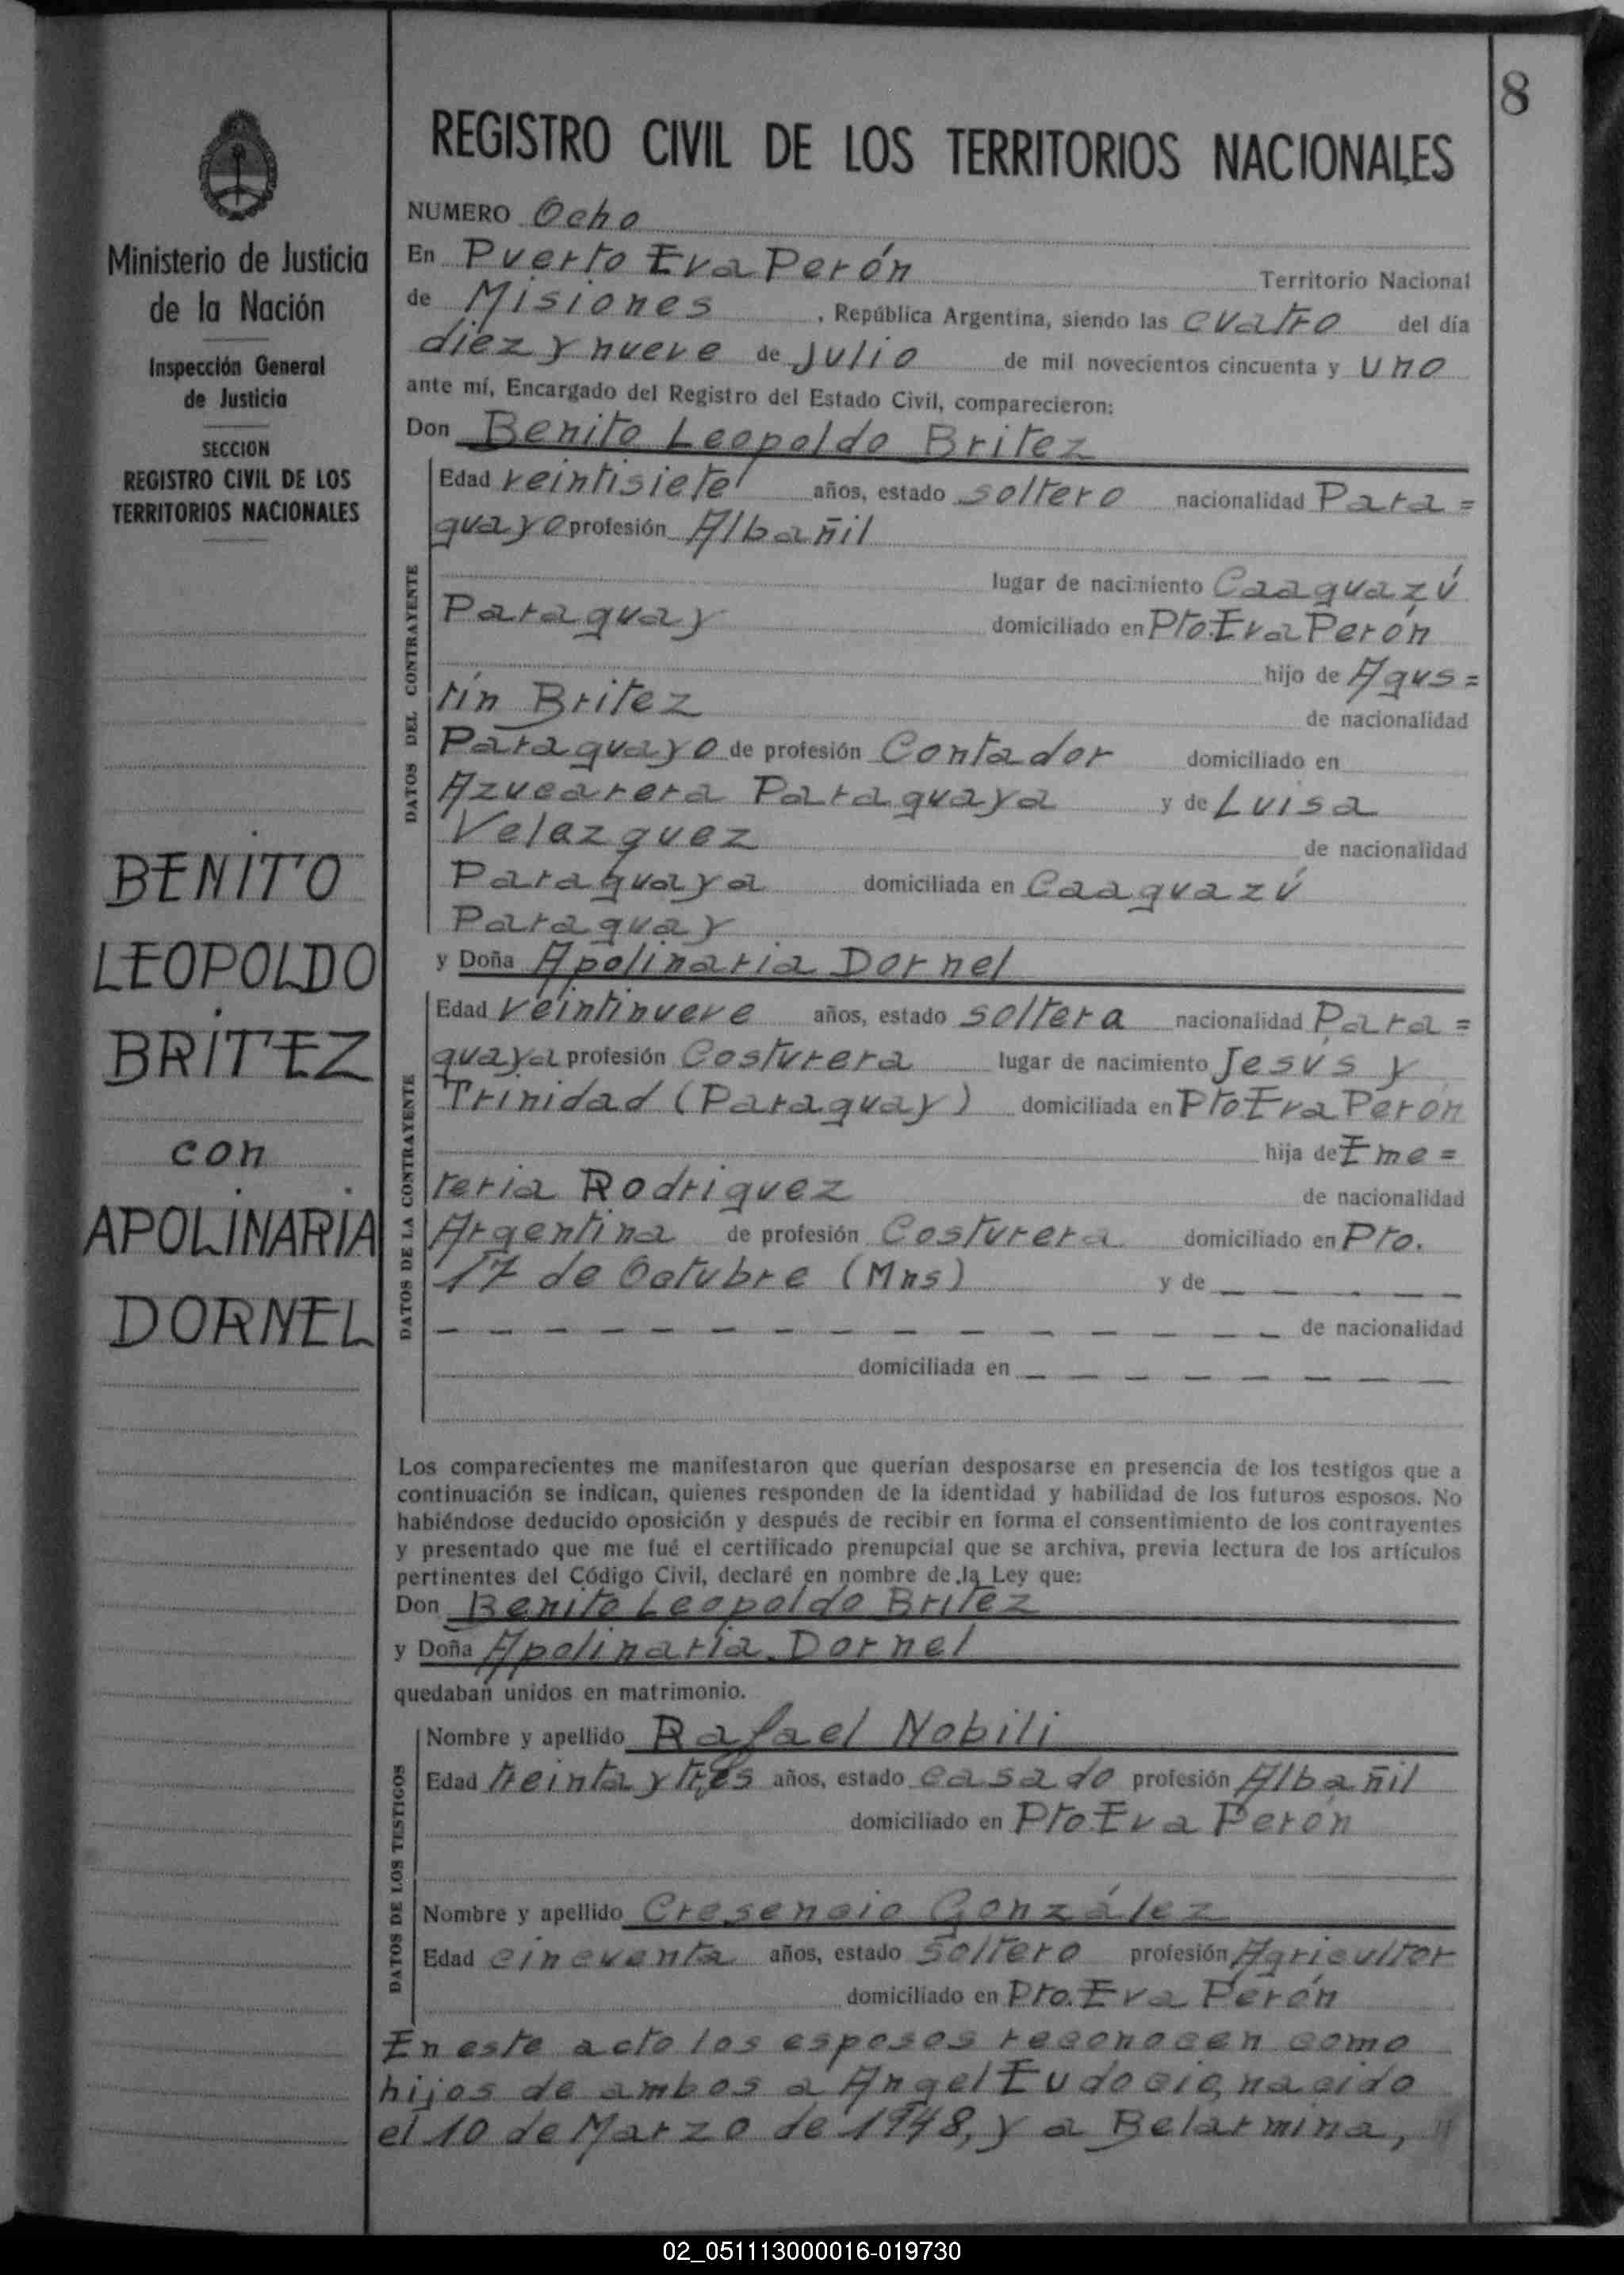 8
Ministerio de Justicia
de la Nación
Inspección General
de Justicia
SECCION
REGISTRO CIVIL DE LOS
TERRITORIOS NACIONALES
BENITO
LEOPOLDO
BRITEZ
con
APOLINARIA
DORNEL
REGISTRO CIVIL DE LOS TERRITORIOS NACIONALES
NUMERO Ocho
En Puerto Eva Perón Territorio Nacional
de Misiones , República Argentina, siendo las cuatro del día
diez y nueve de Julio de mil novecientos cincuenta y uno
ante mí, Encargado del Registro del Estado Civil, comparecieron:
Don Benito Leopoldo Britez
DATOS DEL CONTRAYENTE
Edad veintisiete años, estado soltero nacionalidad Para=
guayo profesión Albañil
lugar de nacimiento Caaguazú
Paraguay domiciliado en Pto. Eva Perón
hijo de Agus=
tín Britez de nacionalidad
Paraguayo de profesión Contador domiciliado en
Azucarera Paraguaya y de Luisa
Velazquez de nacionalidad
Paraguaya domiciliada en Caaguazú
Paraguay
y Doña Apolinaria Dornel
DATOS DE LA CONTRAYENTE
Edad veintinueve años, estado soltera nacionalidad Para=
guaya profesión Costurera lugar de nacimiento Jesús y
Trinidad (Paraguay) domiciliada en Pto Eva Perón
hija de Eme=
teria Rodriguez de nacionalidad
Argentina de profesión Costurera domiciliado en Pto.
17 de Octubre (Mns) y de — — — — —
— — — — — — — — — — — — — — — de nacionalidad
domiciliada en — — — — — — — —
Los comparecientes me manifestaron que querían desposarse en presencia de los testigos que a
continuación se indican, quienes responden de la identidad y habilidad de los futuros esposos. No
habiéndose deducido oposición y después de recibir en forma el consentimiento de los contrayentes
y presentado que me fué el certificado prenupcial que se archiva, previa lectura de los artículos
pertinentes del Código Civil, declaré en nombre de la Ley que:
Don Benito Leopoldo Britez
y Doña Apolinaria Dornel
quedaban unidos en matrimonio.
DATOS DE LOS TESTIGOS
Nombre y apellido Rafael Nobili
Edad treinta y tres años, estado casado profesión Albañil
domiciliado en Pto. Eva Perón
Nombre y apellido Cresencio González
Edad cincuenta años, estado soltero profesión Agricultor
domiciliado en Pto. Eva Perón
En este acto los esposos reconocen como
hijos de ambos a Angel Eudocio, nacido
el 10 de Marzo de 1948, y a Belarmina,
02_051113000016-019730